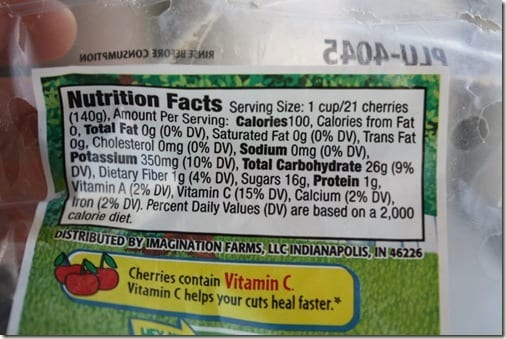 RINSE BEFORE CONSUMPTION
PLU-4045
Nutrition Facts Serving Size: 1 cup/21 cherries
(140g), Amount Per Serving: Calories100, Calories from Fat
0, Total Fat 0g (0% DV), Saturated Fat 0g (0% DV), Trans Fat
0g, Cholesterol 0mg (0% DV), Sodium 0mg (0% DV),
Potassium 350mg (10% DV), Total Carbohydrate 26g (9%
DV), Dietary Fiber 1g (4% DV), Sugars 16g, Protein 1g,
Vitamin A (2% DV), Vitamin C (15% DV), Calcium (2% DV),
Iron (2% DV). Percent Daily Values (DV) are based on a 2,000
calorie diet.
DISTRIBUTED BY IMAGINATION FARMS, LLC INDIANAPOLIS, IN 46226
Cherries contain Vitamin C.
Vitamin C helps your cuts heal faster.*